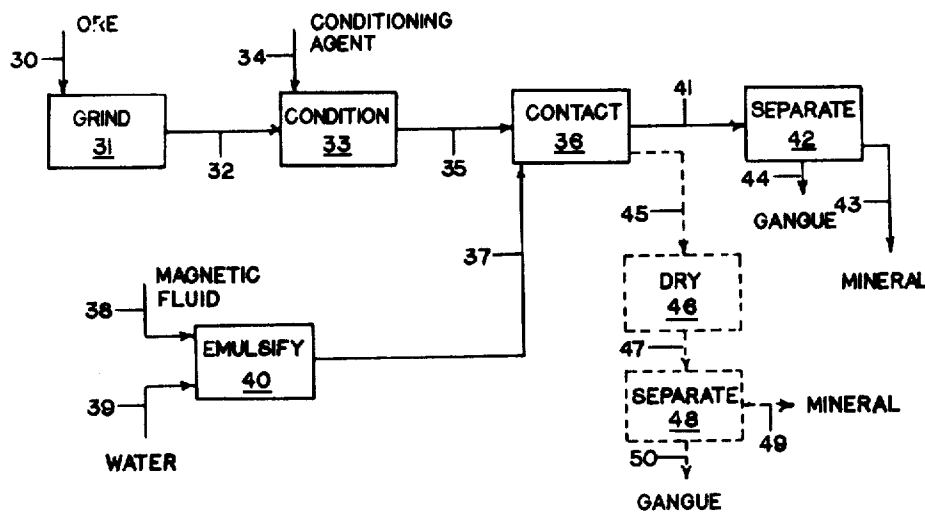 ORE
30
GRIND
31
32
CONDITIONING
AGENT
34
CONDITION
33
35
CONTACT
36
41
SEPARATE
42
44
GANGUE
43
MINERAL
45
DRY
46
47
SEPARATE
48
49
MINERAL
50
GANGUE
37
MAGNETIC
FLUID
38
EMULSIFY
40
39
WATER